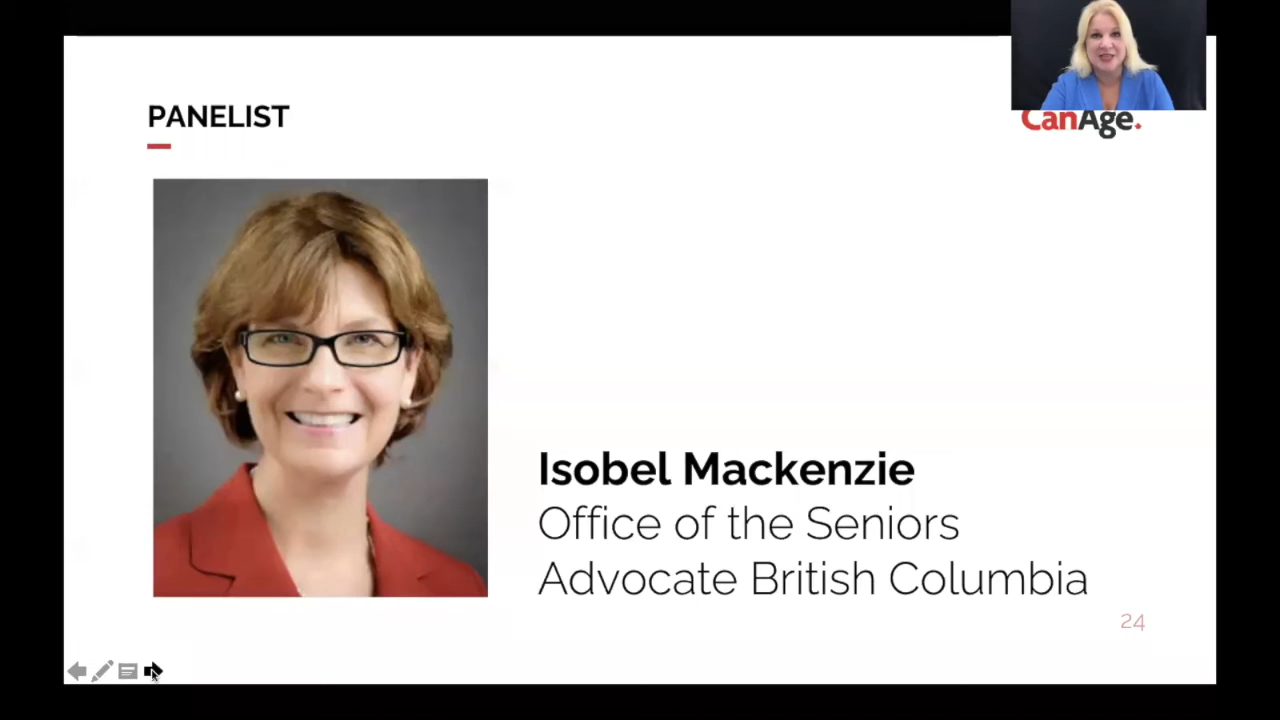 PANELIST
CanAge.
Isobel Mackenzie
Office of the Seniors
Advocate British Columbia
24